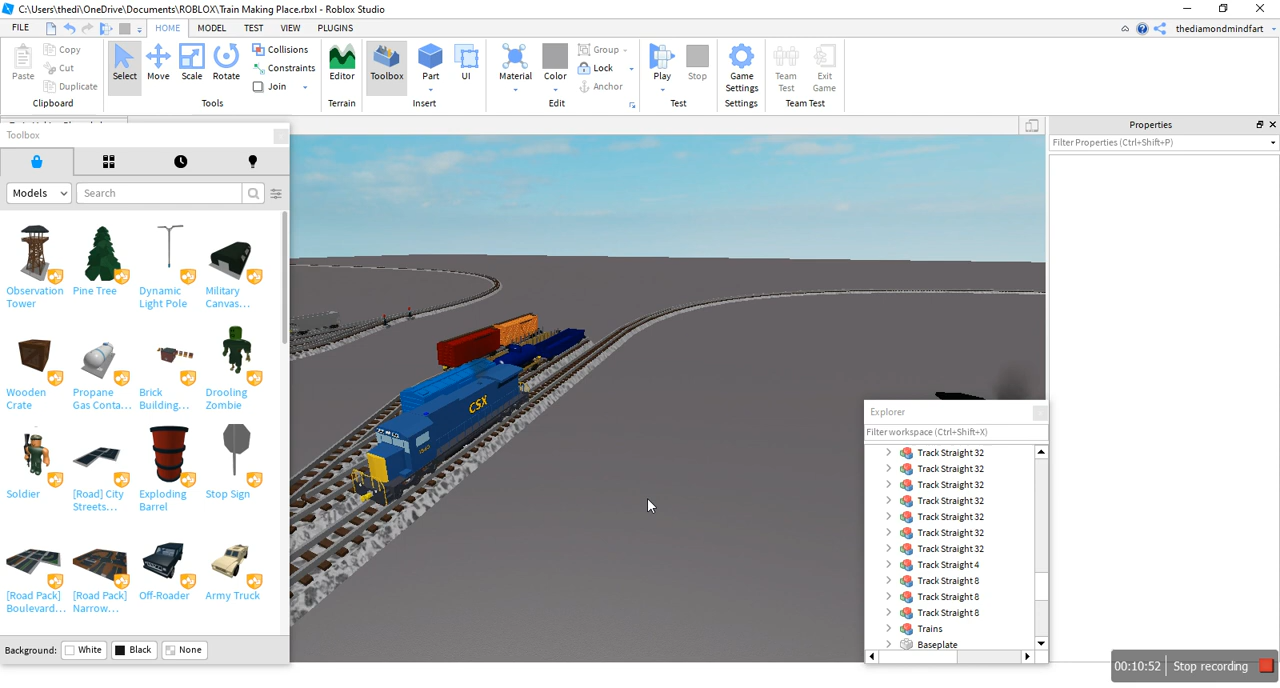 C:\Users\thedi\OneDrive\Documents\ROBLOX\Train Making Place.rbxl - Roblox Studio
FILE HOME MODEL TEST VIEW PLUGINS thediamondmindfart
Paste Copy Cut Duplicate Clipboard
Select Move Scale Rotate Collisions Constraints Join Tools
Editor Terrain
Toolbox Part UI Insert
Material Color Group Lock Anchor Edit
Play Stop Test
Game Settings Settings
Team Test Exit Game Team Test
Toolbox
Models Search
Observation Tower
Pine Tree
Dynamic Light Pole
Military Canvas...
Wooden Crate
Propane Gas Conta...
Brick Building...
Drooling Zombie
Soldier
[Road] City Streets...
Exploding Barrel
Stop Sign
[Road Pack] Boulevard...
[Road Pack] Narrow...
Off-Roader
Army Truck
Background: White Black None
CSX
Properties
Filter Properties (Ctrl+Shift+P)
Explorer
Filter workspace (Ctrl+Shift+X)
Track Straight 32
Track Straight 32
Track Straight 32
Track Straight 32
Track Straight 32
Track Straight 32
Track Straight 32
Track Straight 4
Track Straight 8
Track Straight 8
Track Straight 8
Trains
Baseplate
00:10:52 Stop recording